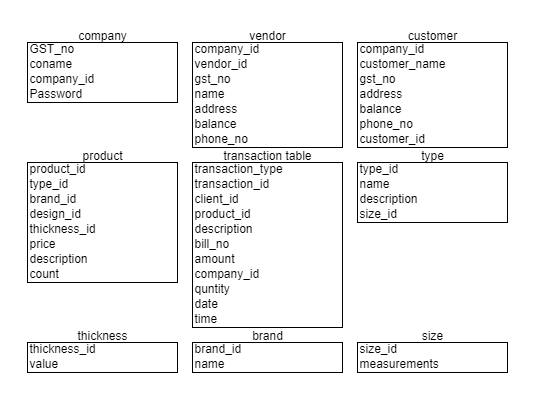 company
GST_no
coname
company_id
Password
vendor
company_id
vendor_id
gst_no
name
address
balance
phone_no
customer
company_id
customer_name
gst_no
address
balance
phone_no
customer_id
product
product_id
type_id
brand_id
design_id
thickness_id
price
description
count
transaction table
transaction_type
transaction_id
client_id
product_id
description
bill_no
amount
company_id
quntity
date
time
type
type_id
name
description
size_id
thickness
thickness_id
value
brand
brand_id
name
size
size_id
measurements